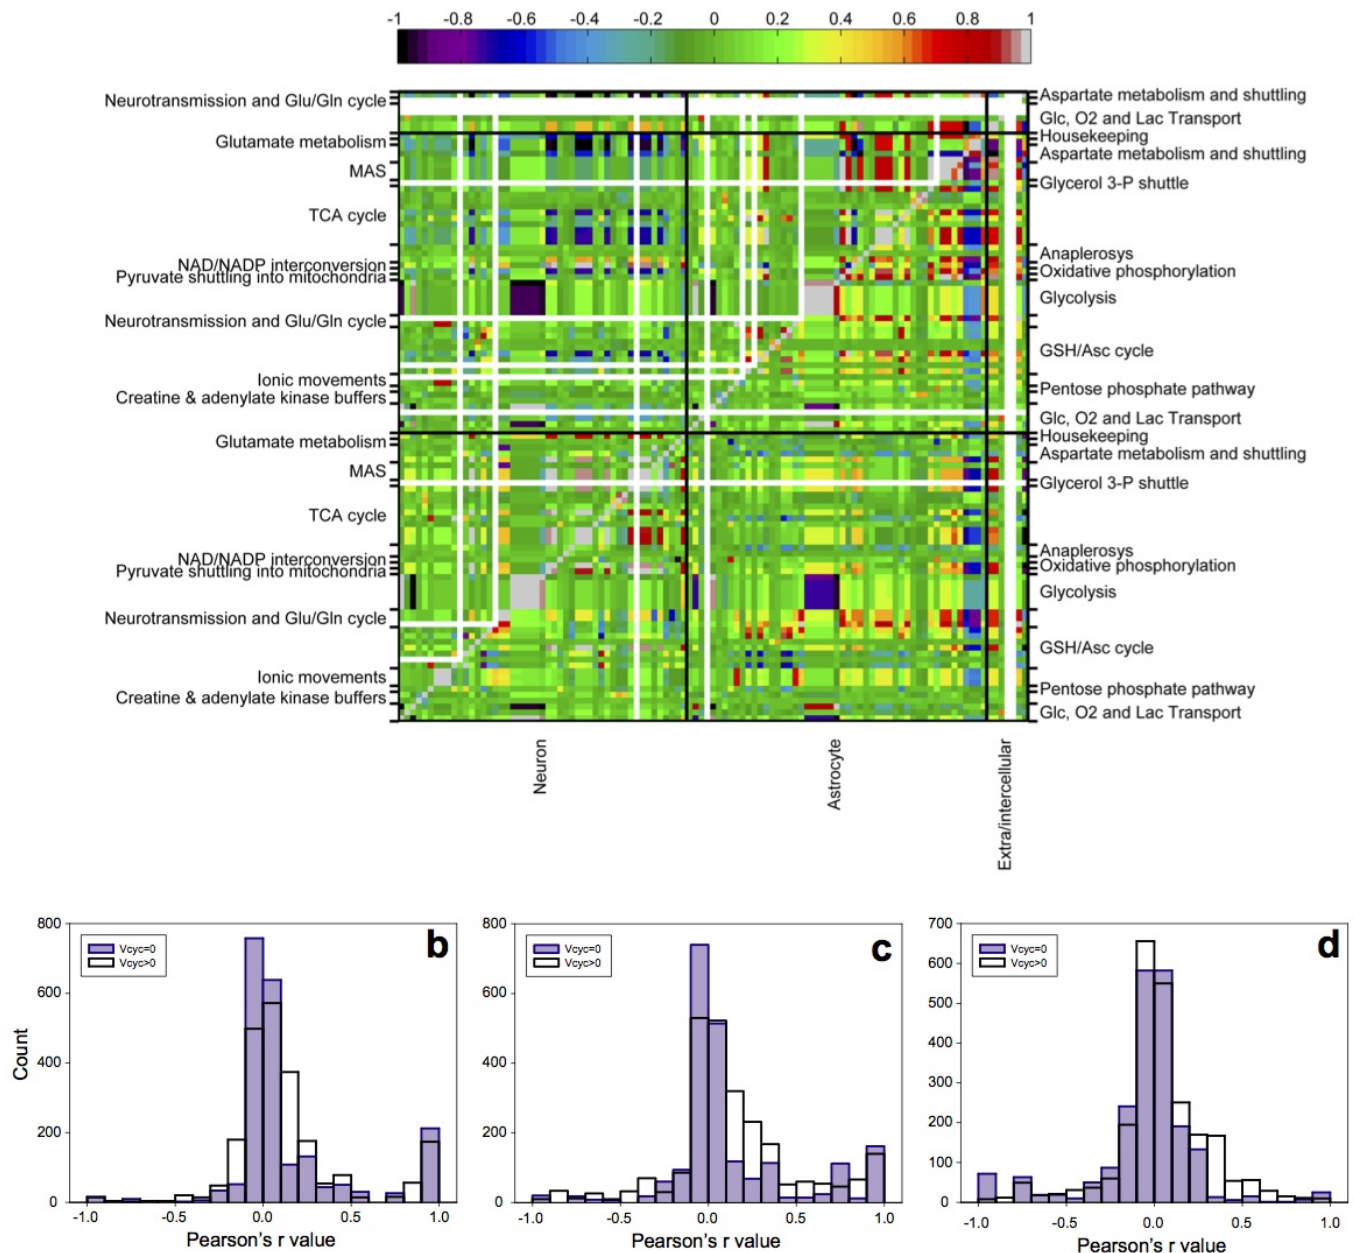 -1 -0.8 -0.6 -0.4 -0.2 0 0.2 0.4 0.6 0.8 1
Neurotransmission and Glu/Gln cycle
Glutamate metabolism
MAS
TCA cycle
NAD/NADP interconversion
Pyruvate shuttling into mitochondria
Neurotransmission and Glu/Gln cycle
Ionic movements
Creatine & adenylate kinase buffers
Glutamate metabolism
MAS
TCA cycle
NAD/NADP interconversion
Pyruvate shuttling into mitochondria
Neurotransmission and Glu/Gln cycle
Ionic movements
Creatine & adenylate kinase buffers
Aspartate metabolism and shuttling
Glc, O2 and Lac Transport
Housekeeping
Aspartate metabolism and shuttling
Glycerol 3-P shuttle
Anaplerosys
Oxidative phosphorylation
Glycolysis
GSH/Asc cycle
Pentose phosphate pathway
Glc, O2 and Lac Transport
Housekeeping
Aspartate metabolism and shuttling
Glycerol 3-P shuttle
Anaplerosys
Oxidative phosphorylation
Glycolysis
GSH/Asc cycle
Pentose phosphate pathway
Glc, O2 and Lac Transport
Neuron
Astrocyte
Extra/intercellular
b
Vcyc=0
Vcyc>0
Count
800
600
400
200
0
-1.0 -0.5 0.0 0.5 1.0
Pearson's r value
c
Vcyc=0
Vcyc>0
800
600
400
200
0
-1.0 -0.5 0.0 0.5 1.0
Pearson's r value
d
Vcyc=0
Vcyc>0
700
600
500
400
300
200
100
0
-1.0 -0.5 0.0 0.5 1.0
Pearson's r value